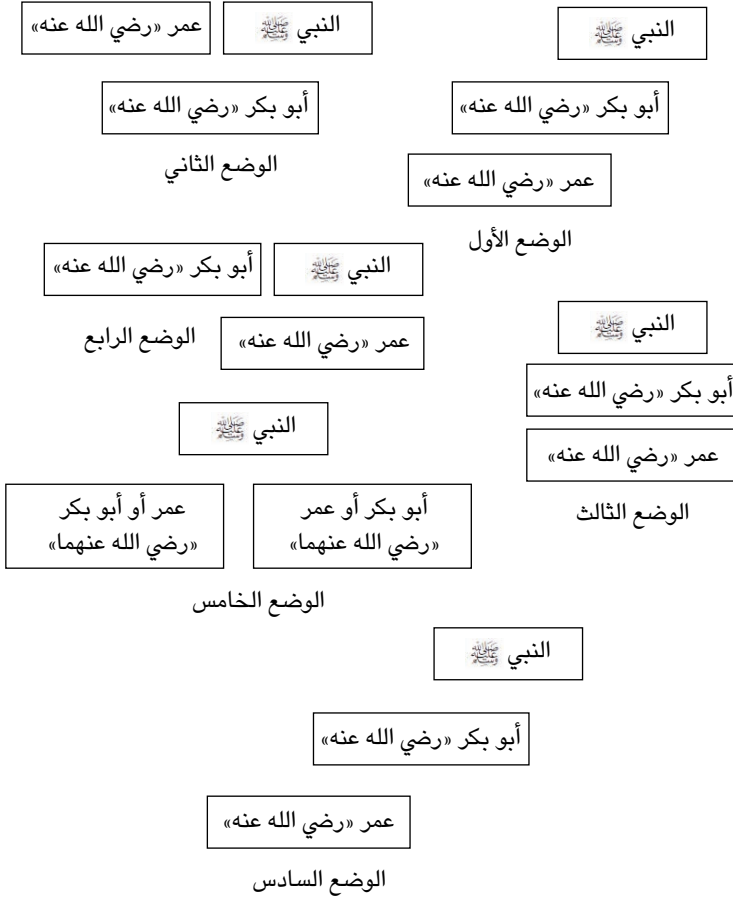 النبي ﷺ
أبو بكر «رضي الله عنه»
عمر «رضي الله عنه»
الوضع الأول
النبي ﷺ
عمر «رضي الله عنه»
أبو بكر «رضي الله عنه»
الوضع الثاني
النبي ﷺ
أبو بكر «رضي الله عنه»
عمر «رضي الله عنه»
الوضع الثالث
النبي ﷺ
أبو بكر «رضي الله عنه»
عمر «رضي الله عنه»
الوضع الرابع
النبي ﷺ
أبو بكر أو عمر
«رضي الله عنهما»
عمر أو أبو بكر
«رضي الله عنهما»
الوضع الخامس
النبي ﷺ
أبو بكر «رضي الله عنه»
عمر «رضي الله عنه»
الوضع السادس